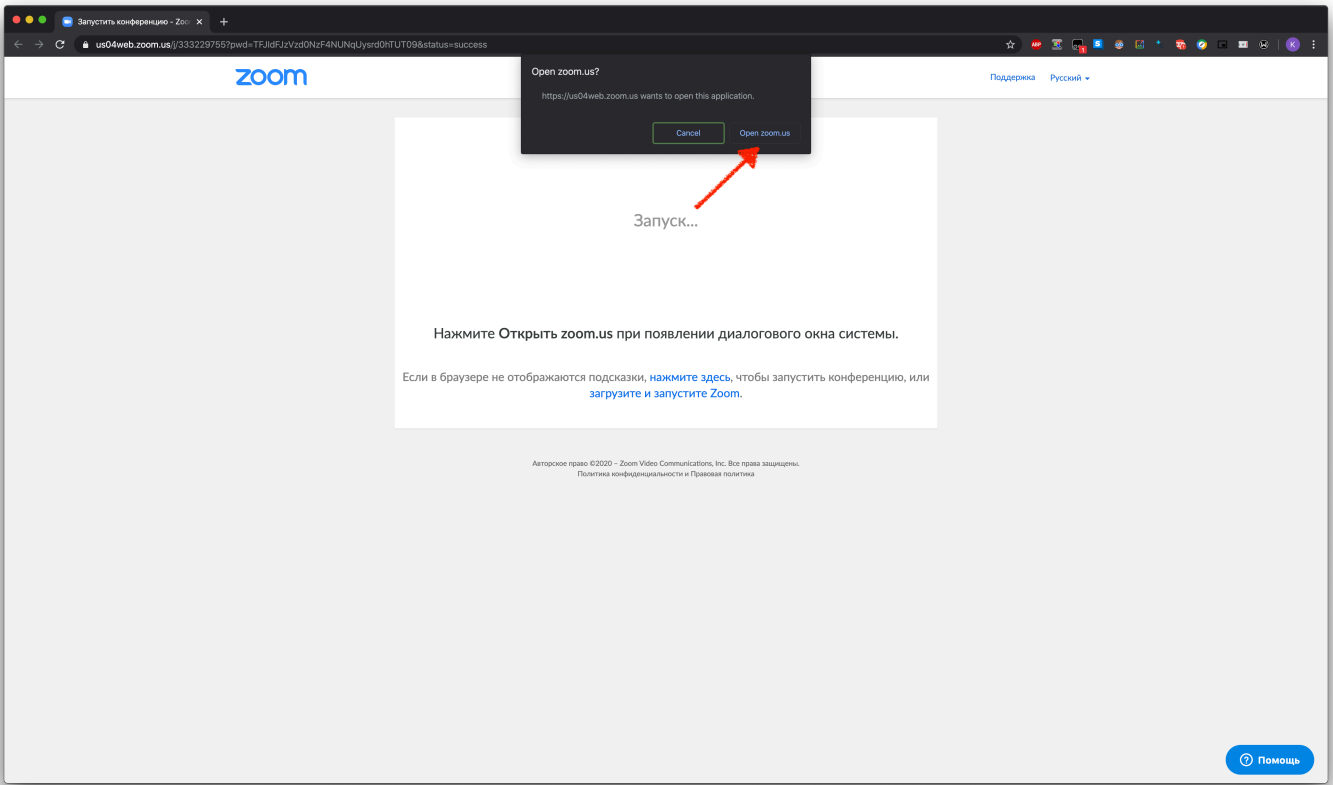 Запустить конференцию - Zoo
us04web.zoom.us/j/333229755?pwd=TFJldFJzVzd0NzF4NUNqUysrd0hTUT09&status=success
ABP
1
S
K
Open zoom.us?
https://us04web.zoom.us wants to open this application.
Cancel
Open zoom.us
zoom
Поддержка
Русский
Запуск...
Нажмите Открыть zoom.us при появлении диалогового окна системы.
Если в браузере не отображаются подсказки, нажмите здесь, чтобы запустить конференцию, или
загрузите и запустите Zoom.
Авторское право ©2020 – Zoom Video Communications, Inc. Все права защищены.
Политика конфиденциальности и Правовая политика
Помощь